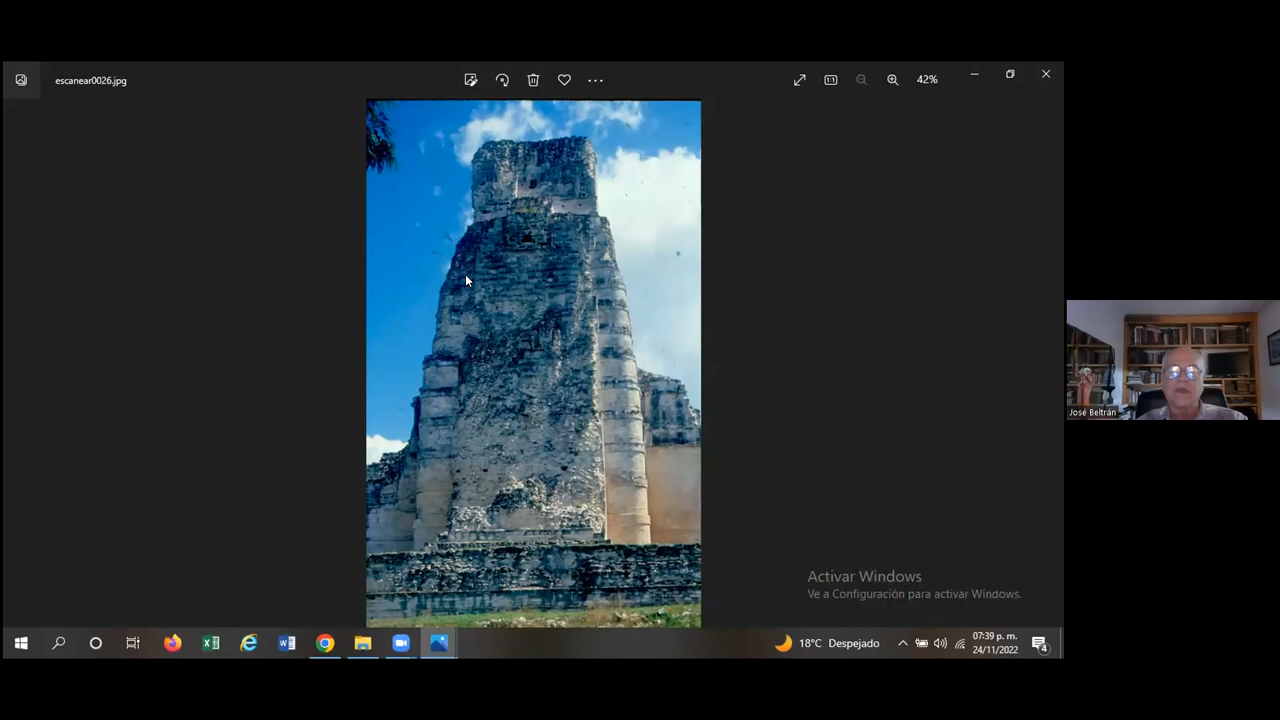 escanear0026.jpg
42%
José Beltrán
Activar Windows
Ve a Configuración para activar Windows.
18°C Despejado
07:39 p. m.
24/11/2022
4